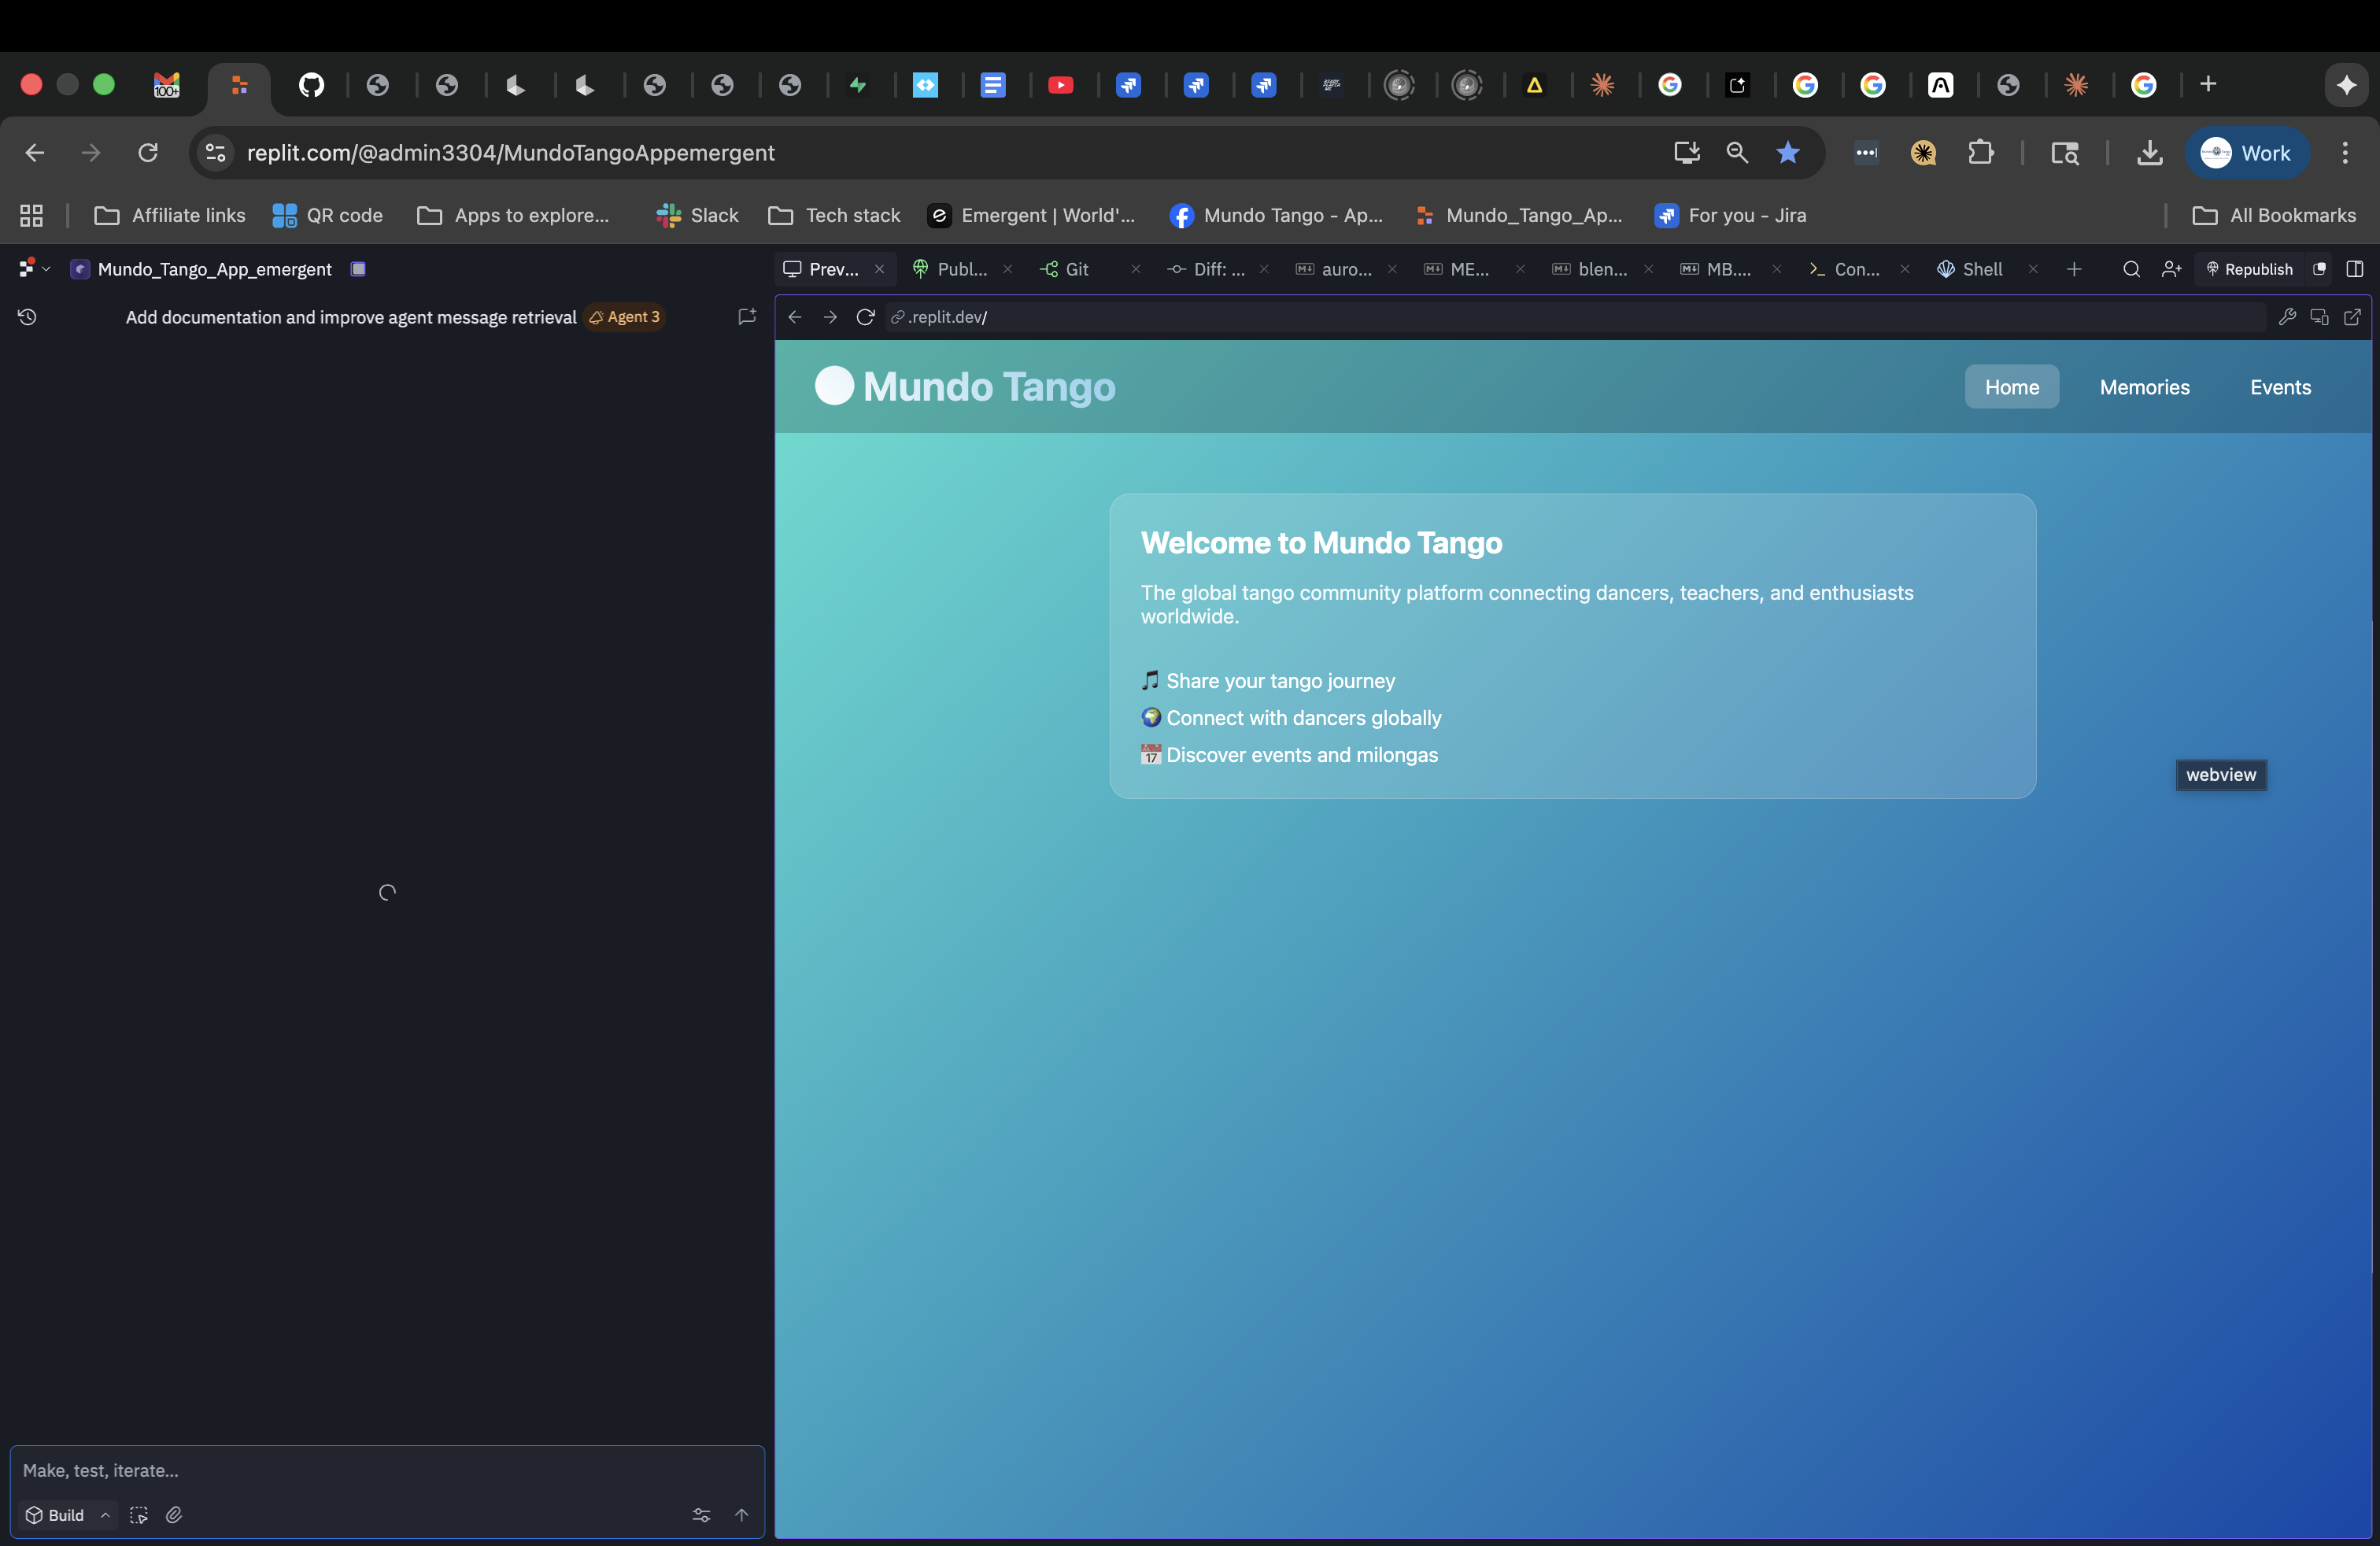 100+
replit.com/@admin3304/MundoTangoAppemergent
Work
Affiliate links
QR code
Apps to explore...
Slack
Tech stack
Emergent | World'...
Mundo Tango - Ap...
Mundo_Tango_Ap...
For you - Jira
All Bookmarks
Mundo_Tango_App_emergent
Prev...
Publ...
Git
Diff: ...
auro...
ME...
blen...
MB....
Con...
Shell
Republish
Add documentation and improve agent message retrieval
Agent 3
.replit.dev/
Mundo Tango
Home
Memories
Events
Welcome to Mundo Tango
The global tango community platform connecting dancers, teachers, and enthusiasts
worldwide.
🎵 Share your tango journey
🌍 Connect with dancers globally
📅 Discover events and milongas
webview
Make, test, iterate...
Build